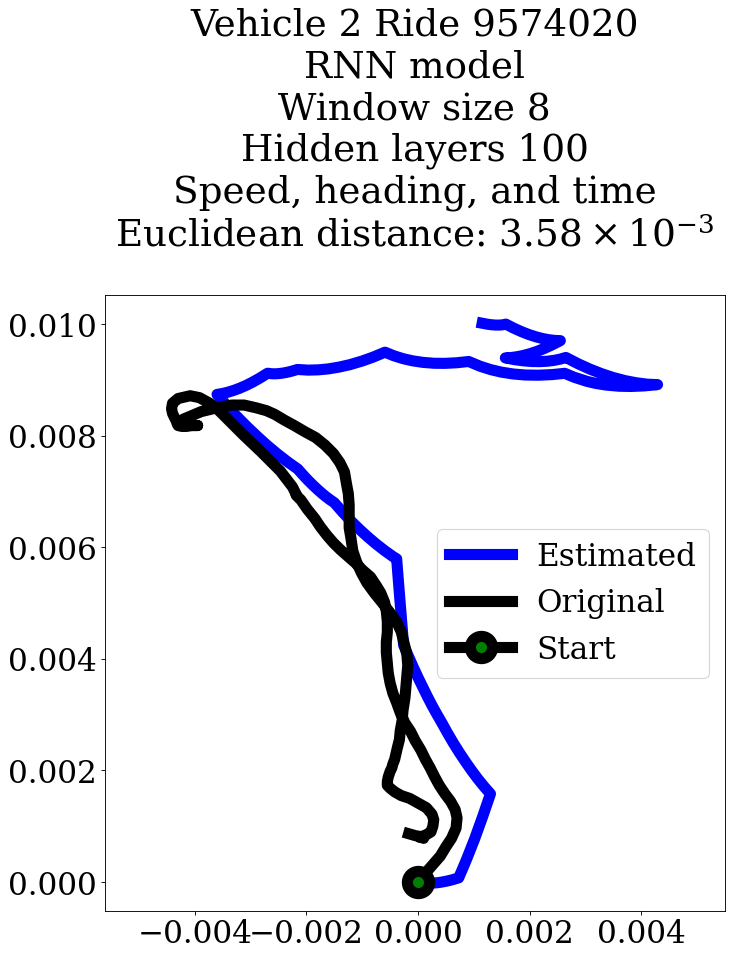 Vehicle 2 Ride 9574020
RNN model
Window size 8
Hidden layers 100
Speed, heading, and time
Euclidean distance: 3.58 × 10⁻³
0.010
0.008
0.006
0.004
0.002
0.000
Estimated
Original
Start
−0.004 −0.002 0.000 0.002 0.004